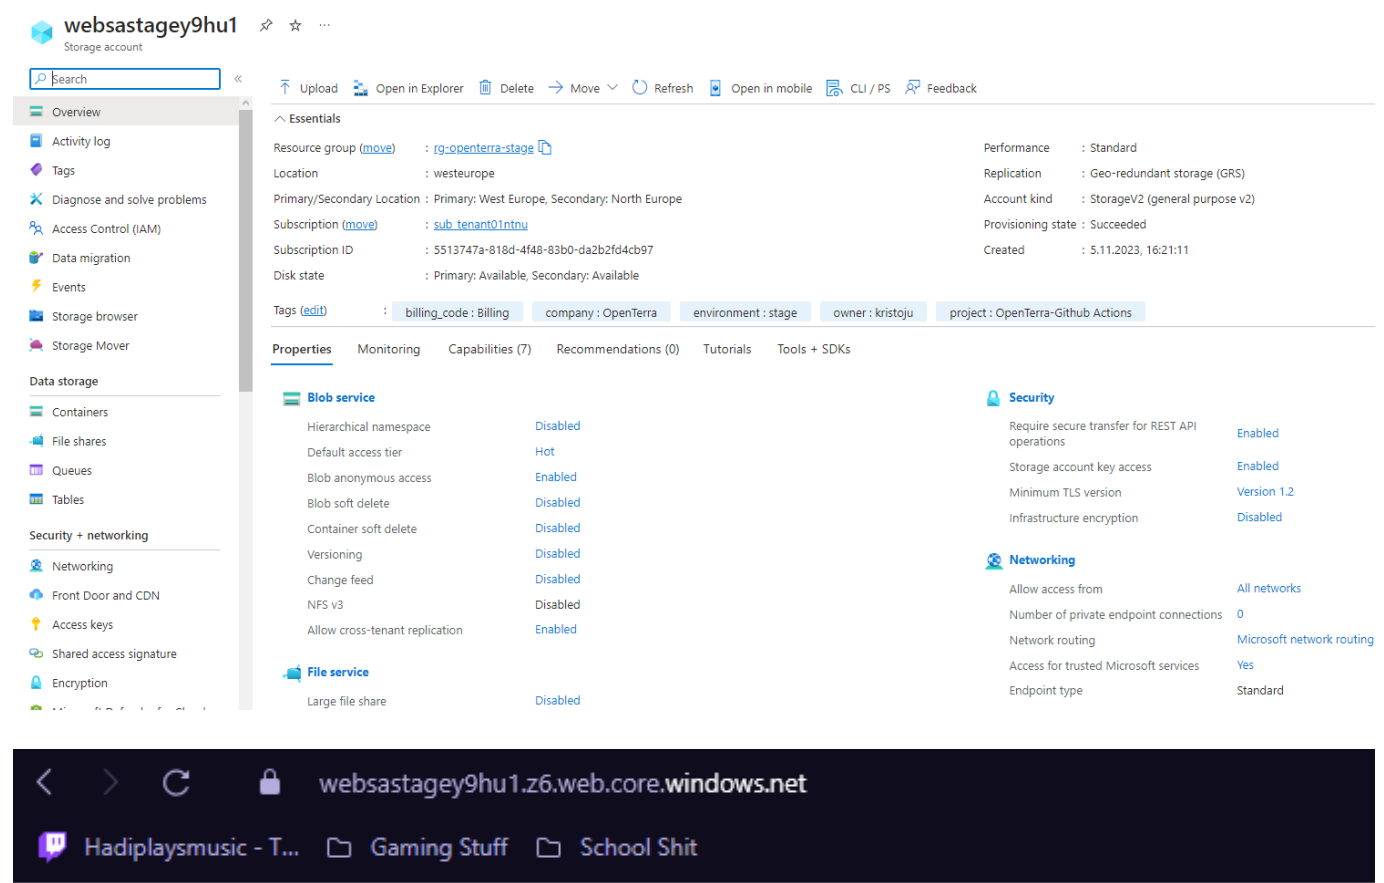 websastagey9hu1
Storage account
Search
Upload Open in Explorer Delete Move Refresh Open in mobile CLI / PS Feedback
Overview
Activity log
Tags
Diagnose and solve problems
Access Control (IAM)
Data migration
Events
Storage browser
Storage Mover
Data storage
Containers
File shares
Queues
Tables
Security + networking
Networking
Front Door and CDN
Access keys
Shared access signature
Encryption
Essentials
Resource group (move) : rg-openterra-stage
Location : westeurope
Primary/Secondary Location : Primary: West Europe, Secondary: North Europe
Subscription (move) : sub_tenant01ntnu
Subscription ID : 5513747a-818d-4f48-83b0-da2b2fd4cb97
Disk state : Primary: Available, Secondary: Available
Performance : Standard
Replication : Geo-redundant storage (GRS)
Account kind : StorageV2 (general purpose v2)
Provisioning state : Succeeded
Created : 5.11.2023, 16:21:11
Tags (edit) : billing_code : Billing company : OpenTerra environment : stage owner : kristoju project : OpenTerra-Github Actions
Properties Monitoring Capabilities (7) Recommendations (0) Tutorials Tools + SDKs
Blob service
Hierarchical namespace Disabled
Default access tier Hot
Blob anonymous access Enabled
Blob soft delete Disabled
Container soft delete Disabled
Versioning Disabled
Change feed Disabled
NFS v3 Disabled
Allow cross-tenant replication Enabled
File service
Large file share Disabled
Security
Require secure transfer for REST API
operations Enabled
Storage account key access Enabled
Minimum TLS version Version 1.2
Infrastructure encryption Disabled
Networking
Allow access from All networks
Number of private endpoint connections 0
Network routing Microsoft network routing
Access for trusted Microsoft services Yes
Endpoint type Standard
websastagey9hu1.z6.web.core.windows.net
Hadiplaysmusic - T... Gaming Stuff School Shit